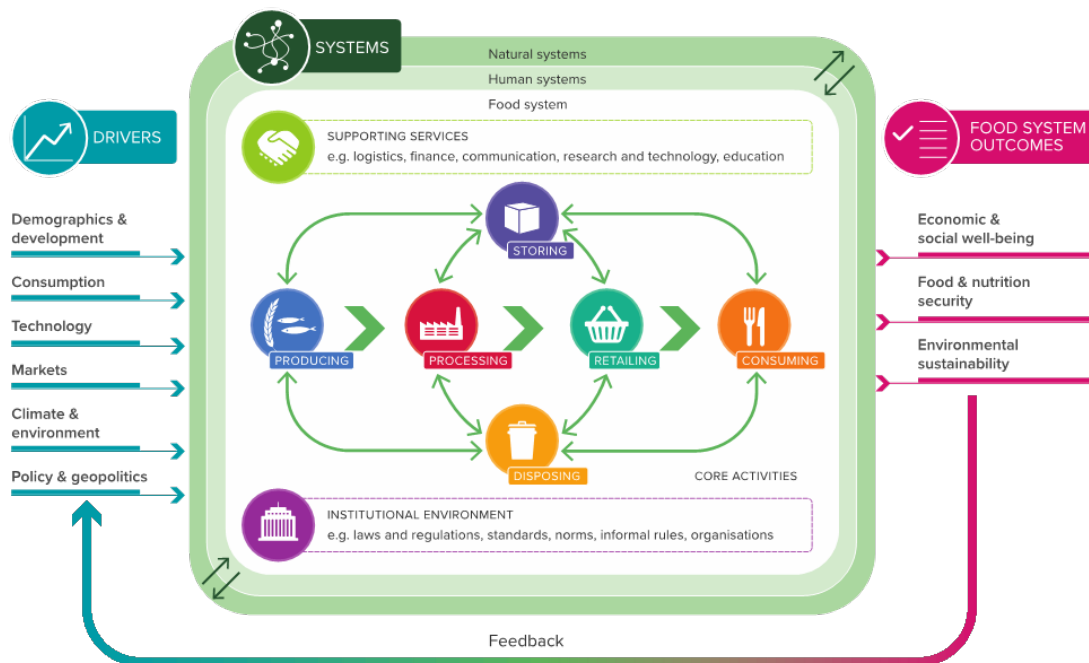 SYSTEMS
Natural systems
Human systems
Food system
DRIVERS
Demographics &
development
Consumption
Technology
Markets
Climate &
environment
Policy & geopolitics
SUPPORTING SERVICES
e.g. logistics, finance, communication, research and technology, education
STORING
PRODUCING
PROCESSING
RETAILING
CONSUMING
DISPOSING
CORE ACTIVITIES
INSTITUTIONAL ENVIRONMENT
e.g. laws and regulations, standards, norms, informal rules, organisations
FOOD SYSTEM
OUTCOMES
Economic &
social well-being
Food & nutrition
security
Environmental
sustainability
Feedback